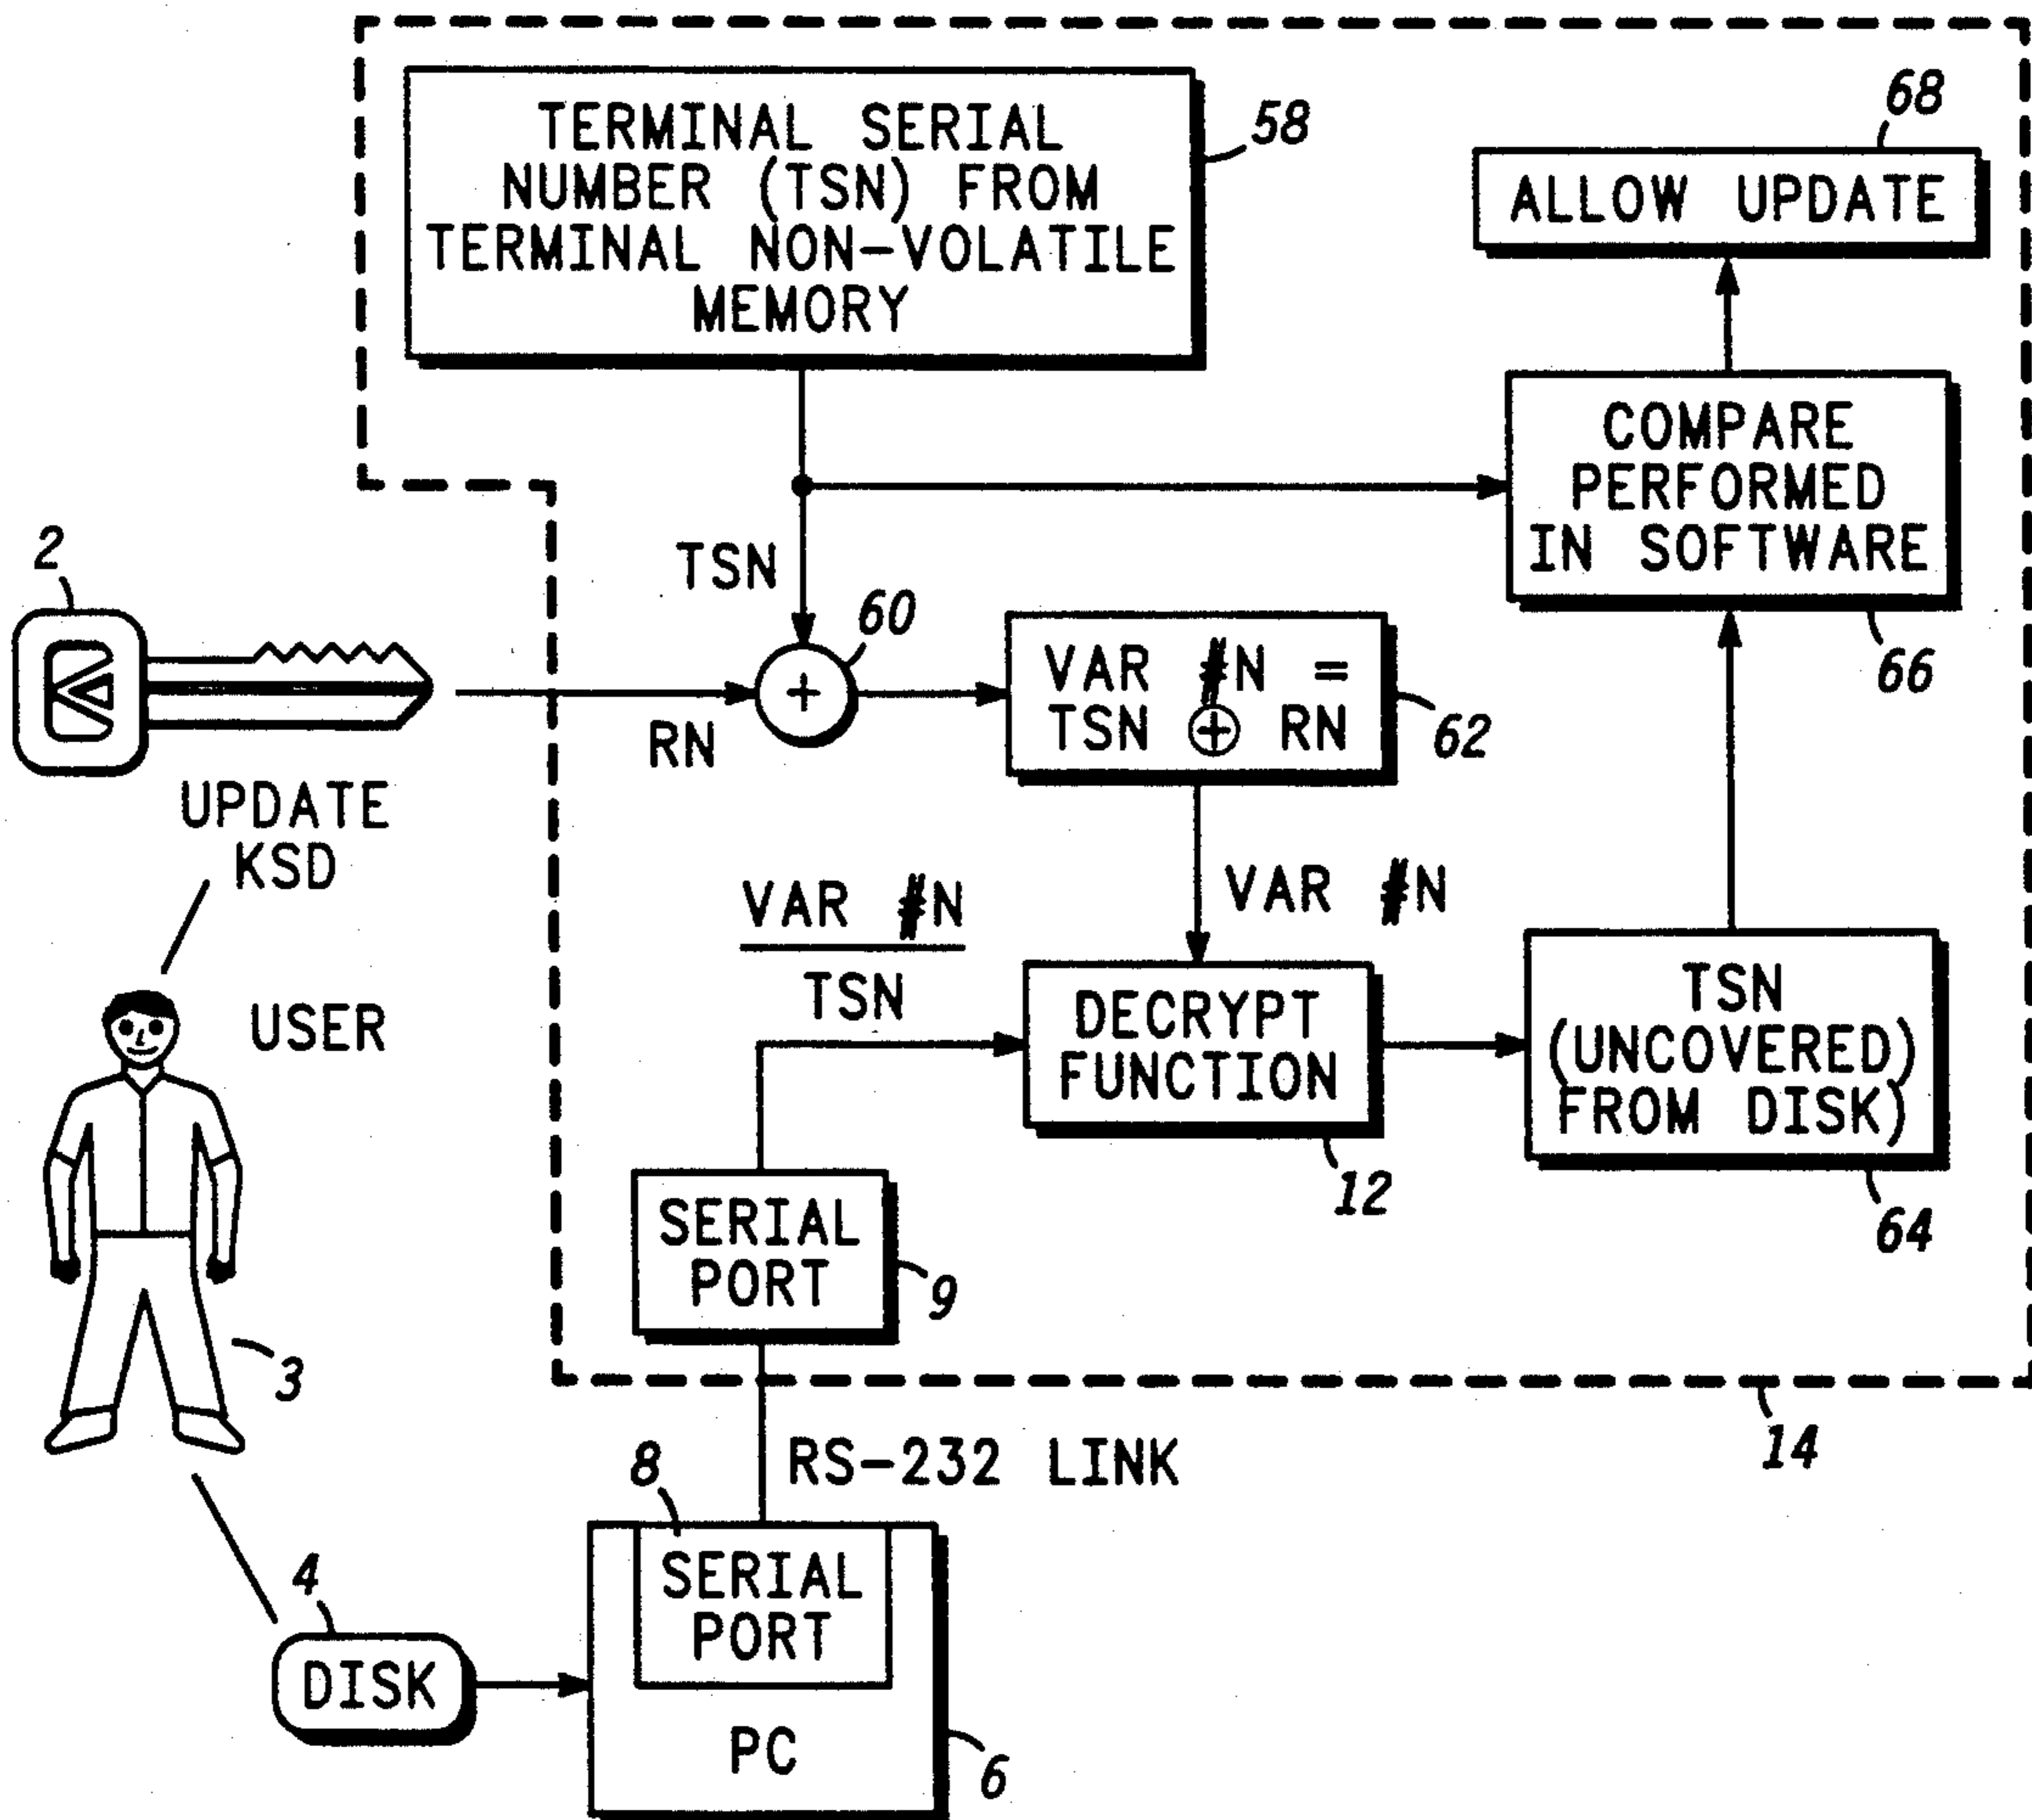 TERMINAL SERIAL
NUMBER (TSN) FROM
TERMINAL NON-VOLATILE
MEMORY
58
68
ALLOW UPDATE
COMPARE
PERFORMED
IN SOFTWARE
66
2
TSN
60
RN
VAR #N =
TSN ⊕ RN
62
UPDATE
KSD
VAR #N
TSN
VAR #N
USER
DECRYPT
FUNCTION
12
TSN
(UNCOVERED)
FROM DISK)
64
SERIAL
PORT
9
3
14
RS-232 LINK
8
SERIAL
PORT
4
DISK
PC
6